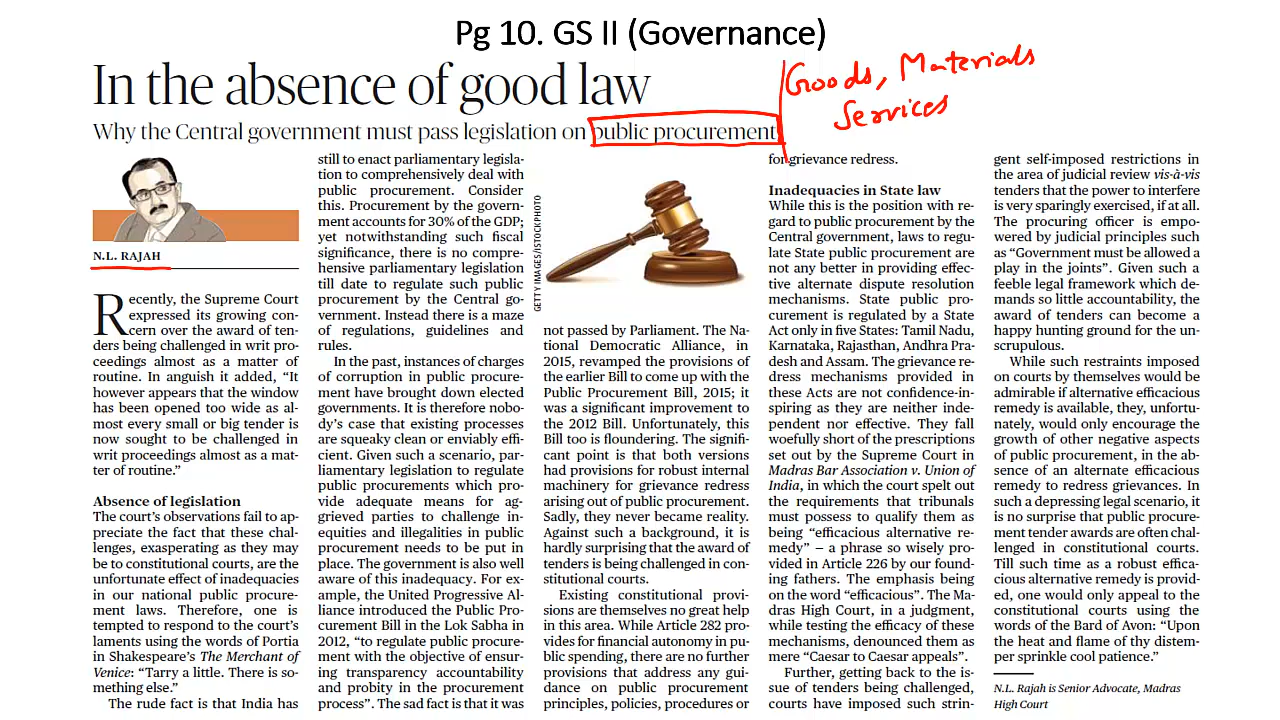 Pg 10. GS II (Governance)
In the absence of good law
Why the Central government must pass legislation on public procurement
Goods, Materials
Services
N.L. RAJAH
Recently, the Supreme Court
expressed its growing con-
cern over the award of ten-
ders being challenged in writ pro-
ceedings almost as a matter of
routine. In anguish it added, “It
however appears that the window
has been opened too wide as al-
most every small or big tender is
now sought to be challenged in
writ proceedings almost as a mat-
ter of routine.”
Absence of legislation
The court’s observations fail to ap-
preciate the fact that these chal-
lenges, exasperating as they may
be to constitutional courts, are the
unfortunate effect of inadequacies
in our national public procure-
ment laws. Therefore, one is
tempted to respond to the court’s
laments using the words of Portia
in Shakespeare’s The Merchant of
Venice: “Tarry a little. There is so-
mething else.”
The rude fact is that India has
still to enact parliamentary legisla-
tion to comprehensively deal with
public procurement. Consider
this. Procurement by the govern-
ment accounts for 30% of the GDP;
yet notwithstanding such fiscal
significance, there is no compre-
hensive parliamentary legislation
till date to regulate such public
procurement by the Central go-
vernment. Instead there is a maze
of regulations, guidelines and
rules.
In the past, instances of charges
of corruption in public procure-
ment have brought down elected
governments. It is therefore nobo-
dy’s case that existing processes
are squeaky clean or enviably effi-
cient. Given such a scenario, par-
liamentary legislation to regulate
public procurements which pro-
vide adequate means for ag-
grieved parties to challenge in-
equities and illegalities in public
procurement needs to be put in
place. The government is also well
aware of this inadequacy. For ex-
ample, the United Progressive Al-
liance introduced the Public Pro-
curement Bill in the Lok Sabha in
2012, “to regulate public procure-
ment with the objective of ensur-
ing transparency accountability
and probity in the procurement
process”. The sad fact is that it was
GETTY IMAGES/ISTOCKPHOTO
not passed by Parliament. The Na-
tional Democratic Alliance, in
2015, revamped the provisions of
the earlier Bill to come up with the
Public Procurement Bill, 2015; it
was a significant improvement to
the 2012 Bill. Unfortunately, this
Bill too is floundering. The signifi-
cant point is that both versions
had provisions for robust internal
machinery for grievance redress
arising out of public procurement.
Sadly, they never became reality.
Against such a background, it is
hardly surprising that the award of
tenders is being challenged in con-
stitutional courts.
Existing constitutional provi-
sions are themselves no great help
in this area. While Article 282 pro-
vides for financial autonomy in pu-
blic spending, there are no further
provisions that address any gui-
dance on public procurement
principles, policies, procedures or
for grievance redress.
Inadequacies in State law
While this is the position with re-
gard to public procurement by the
Central government, laws to regu-
late State public procurement are
not any better in providing effec-
tive alternate dispute resolution
mechanisms. State public pro-
curement is regulated by a State
Act only in five States: Tamil Nadu,
Karnataka, Rajasthan, Andhra Pra-
desh and Assam. The grievance re-
dress mechanisms provided in
these Acts are not confidence-in-
spiring as they are neither inde-
pendent nor effective. They fall
woefully short of the prescriptions
set out by the Supreme Court in
Madras Bar Association v. Union of
India, in which the court spelt out
the requirements that tribunals
must possess to qualify them as
being “efficacious alternative re-
medy” – a phrase so wisely pro-
vided in Article 226 by our found-
ing fathers. The emphasis being
on the word “efficacious”. The Ma-
dras High Court, in a judgment,
while testing the efficacy of these
mechanisms, denounced them as
mere “Caesar to Caesar appeals”.
Further, getting back to the is-
sue of tenders being challenged,
courts have imposed such strin-
gent self-imposed restrictions in
the area of judicial review vis-à-vis
tenders that the power to interfere
is very sparingly exercised, if at all.
The procuring officer is empo-
wered by judicial principles such
as “Government must be allowed a
play in the joints”. Given such a
feeble legal framework which de-
mands so little accountability, the
award of tenders can become a
happy hunting ground for the un-
scrupulous.
While such restraints imposed
on courts by themselves would be
admirable if alternative efficacious
remedy is available, they, unfortu-
nately, would only encourage the
growth of other negative aspects
of public procurement, in the ab-
sence of an alternate efficacious
remedy to redress grievances. In
such a depressing legal scenario, it
is no surprise that public procure-
ment tender awards are often chal-
lenged in constitutional courts.
Till such time as a robust effica-
cious alternative remedy is provid-
ed, one would only appeal to the
constitutional courts using the
words of the Bard of Avon: “Upon
the heat and flame of thy distem-
per sprinkle cool patience.”
N.L. Rajah is Senior Advocate, Madras
High Court